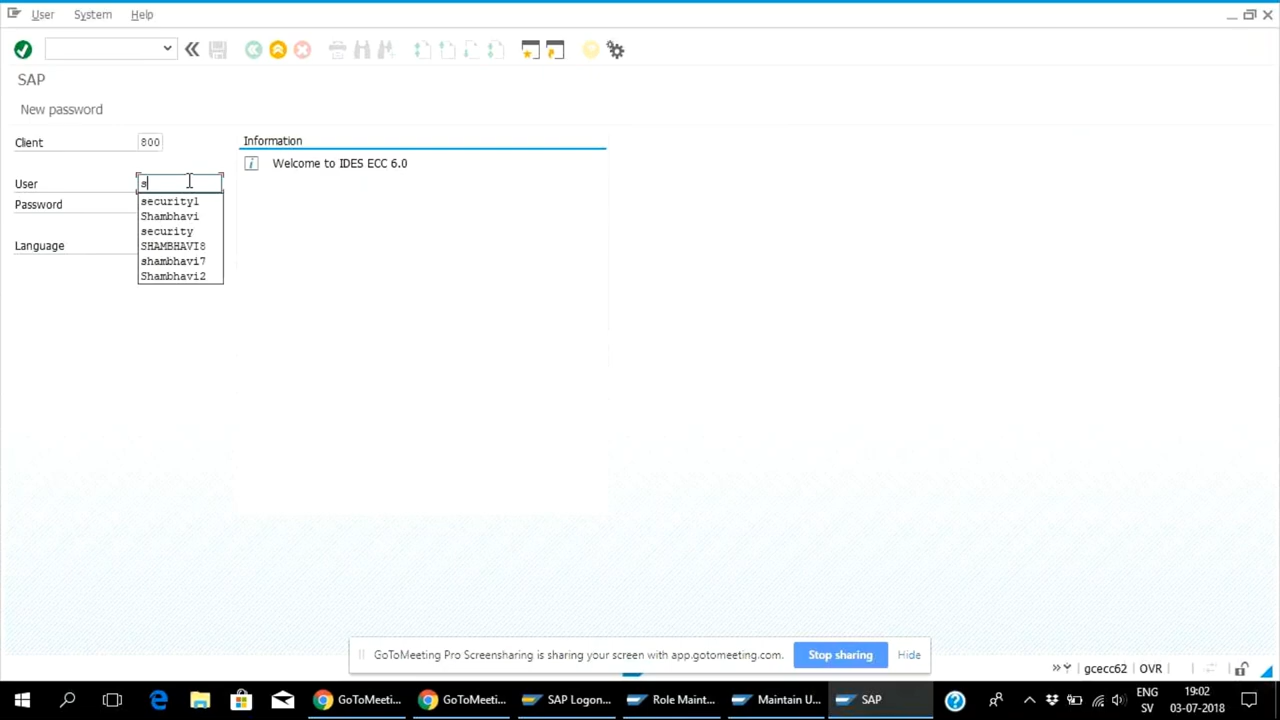 User System Help
SAP
New password
Client 800
Information
Welcome to IDES ECC 6.0
User s
Password
Language
security1
Shambhavi
security
SHAMBHAVI8
shambhavi7
Shambhavi2
GoToMeeting Pro Screensharing is sharing your screen with app.gotomeeting.com. Stop sharing Hide
gcecc62 OVR
GoToMeeti... GoToMeeti... SAP Logon... Role Maint... Maintain U... SAP
ENG
SV
19:02
03-07-2018